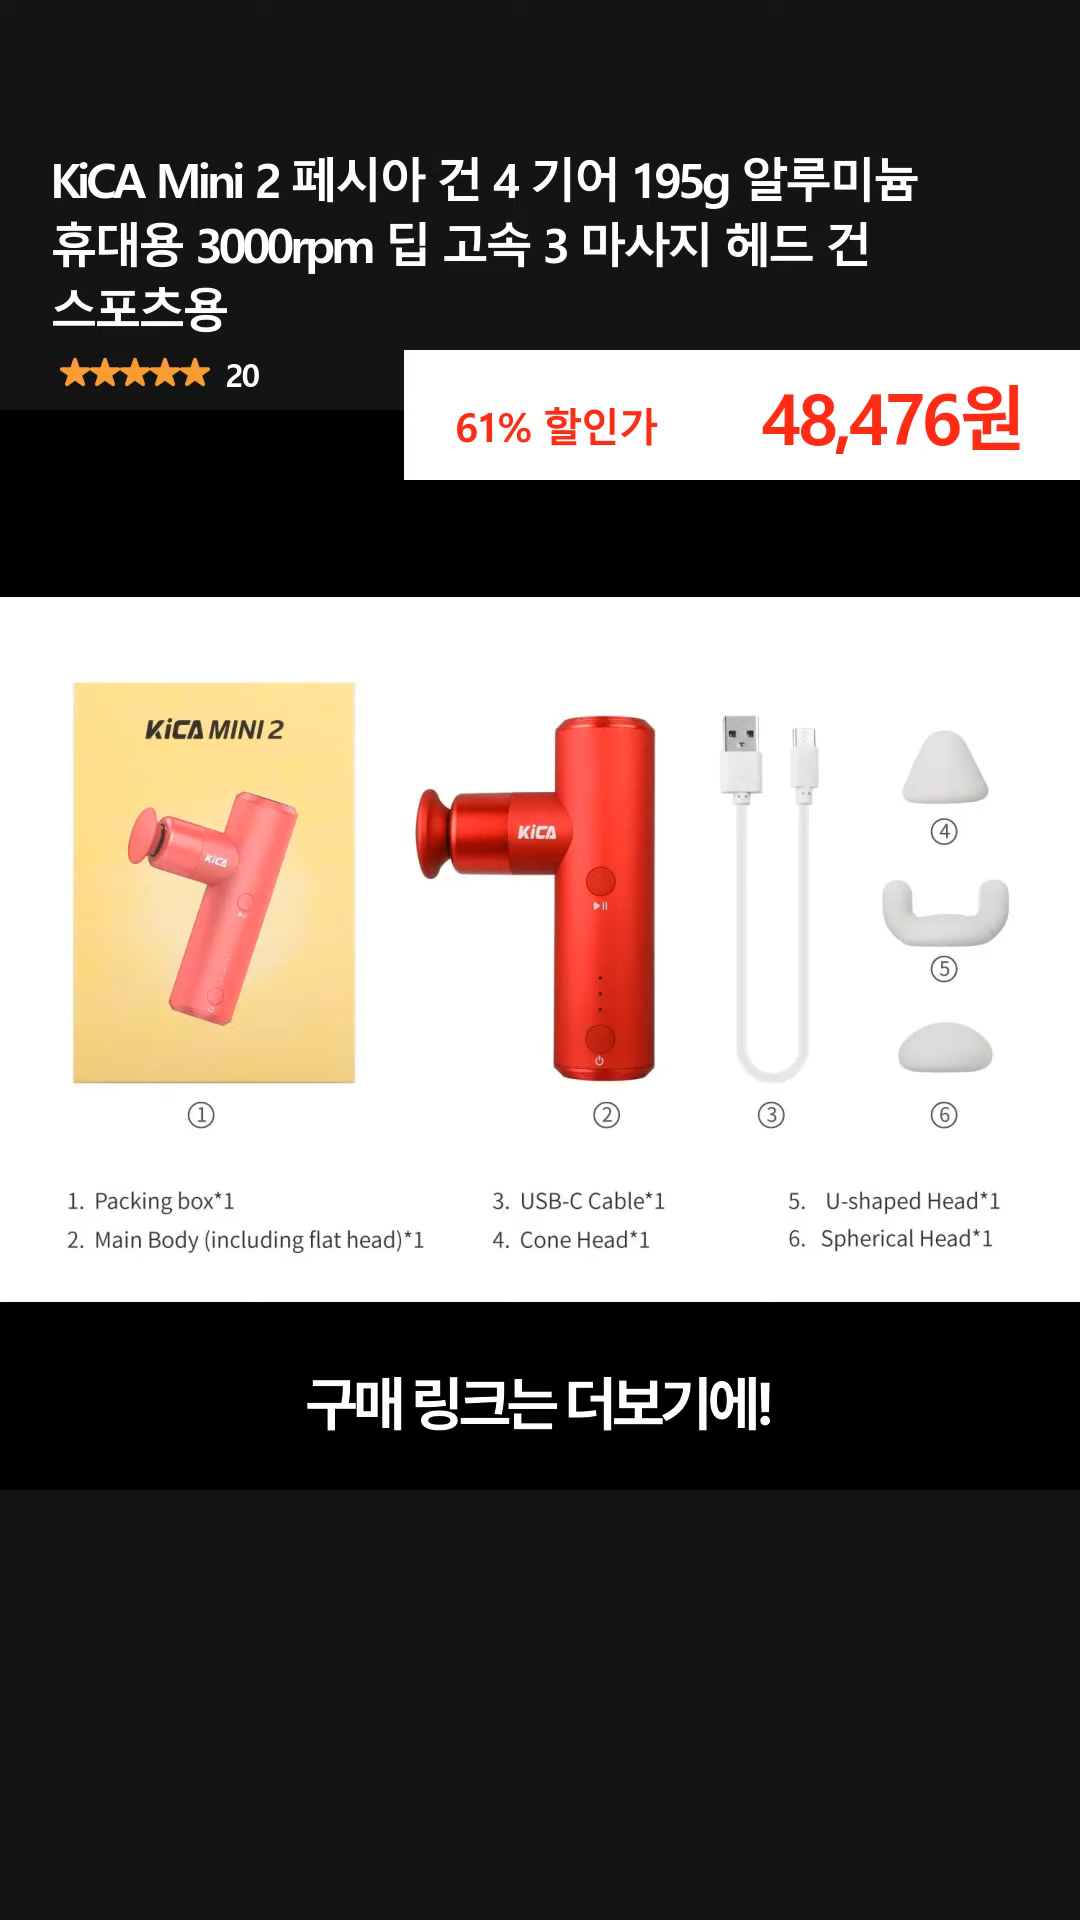 KiCA Mini 2 페시아 건 4 기어 195g 알루미늄
휴대용 3000rpm 딥 고속 3 마사지 헤드 건
스포츠용
20
61% 할인가
48,476원
KiCA MINI 2
KiCA
KiCA
①
②
③
④
⑤
⑥
1. Packing box*1
2. Main Body (including flat head)*1
3. USB-C Cable*1
4. Cone Head*1
5. U-shaped Head*1
6. Spherical Head*1
구매 링크는 더보기에!